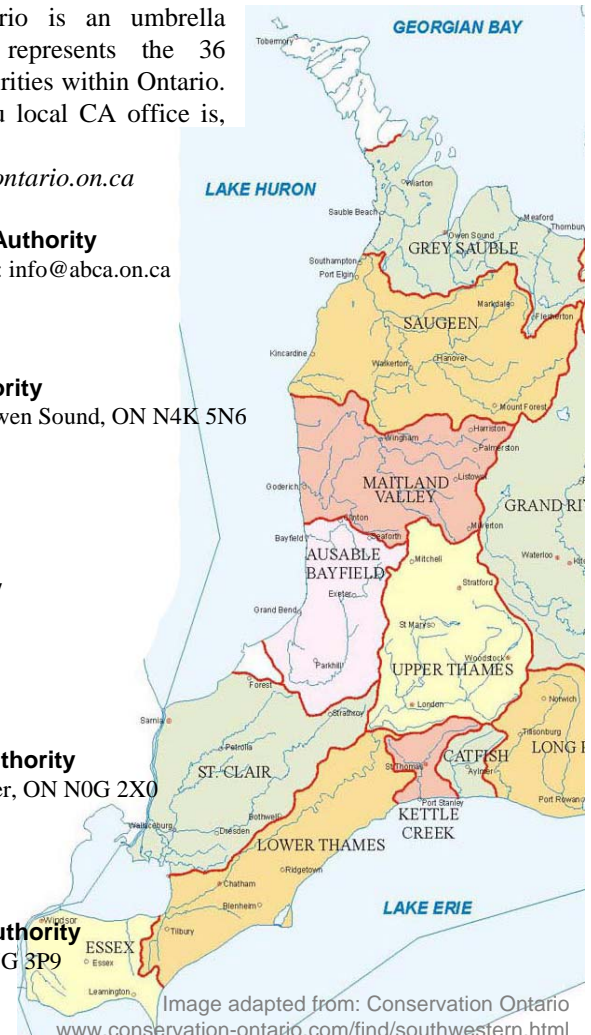 rio is an umbrella
represents the 36
rities within Ontario.
u local CA office is,
ontario.on.ca
Authority
: info@abca.on.ca
ority
wen Sound, ON N4K 5N6
y
thority
er, ON N0G 2X0
uthority
G 3P9
GEORGIAN BAY
Tobermory
LAKE HURON
Wiarton
Sauble Beach
Meaford
Thornbury
Owen Sound
GREY SAUBLE
Southampton
Port Elgin
Markdale
Flesherton
SAUGEEN
Kincardine
Walkerton
Hanover
Mount Forest
Harriston
Wingham
Palmerston
Listowel
Goderich
MAITLAND
VALLEY
GRAND RI
Clinton
Milverton
Bayfield
Seaforth
AUSABLE
BAYFIELD
Mitchell
Waterloo
Kit
Exeter
Stratford
Grand Bend
St Marys
Parkhill
Woodstock
UPPER THAMES
Forest
London
Norwich
Sarnia
Strathroy
Tillsonburg
Petrolia
ST. CLAIR
St Thomas
CATFISH
Aylmer
LONG P
Port Stanley
Port Rowan
KETTLE
CREEK
Wallaceburg
Dresden
Bothwell
LOWER THAMES
Ridgetown
Chatham
Blenheim
LAKE ERIE
Windsor
Tilbury
ESSEX
Essex
Leamington
Image adapted from: Conservation Ontario
www.conservation-ontario.com/find/southwestern.html